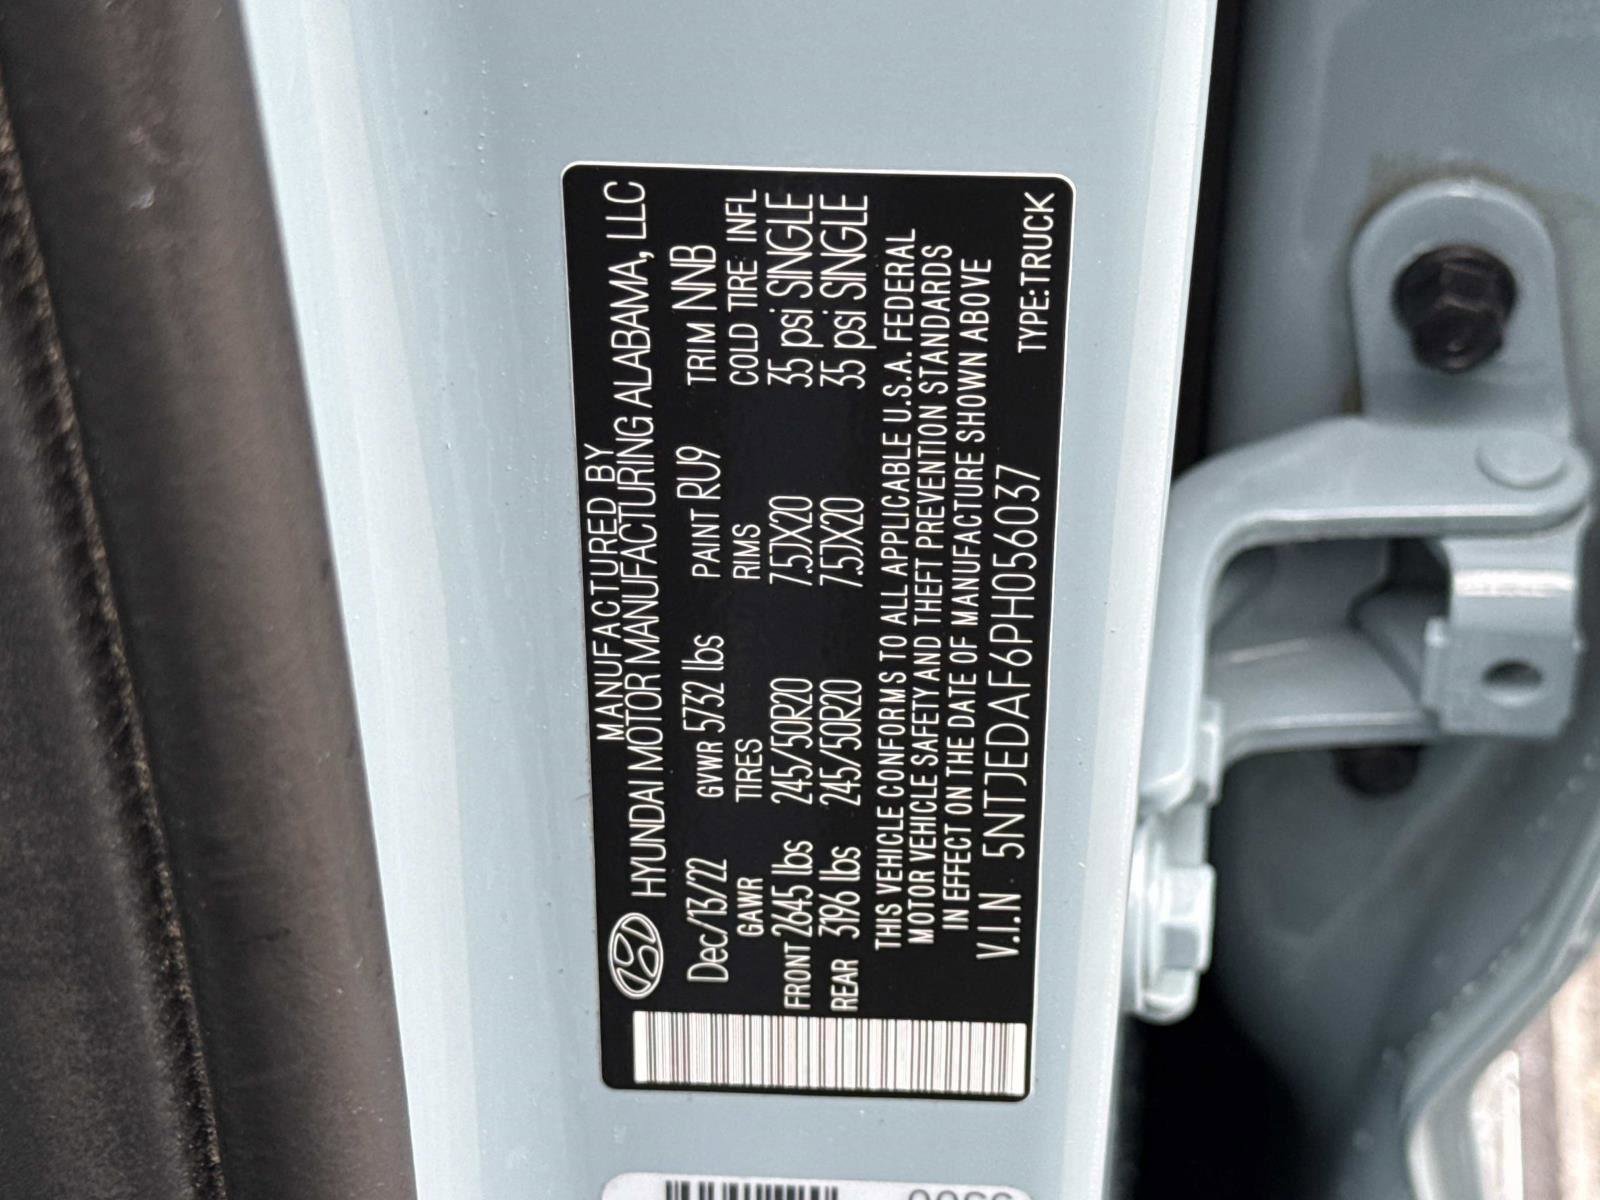 MANUFACTURED BY
HYUNDAI MOTOR MANUFACTURING ALABAMA, LLC
Dec/13/22 GVWR 5732 lbs PAINT RU9 TRIM NNB
GAWR TIRES RIMS COLD TIRE INFL
FRONT 2645 lbs 245/50R20 7.5JX20 35 psi SINGLE
REAR 3196 lbs 245/50R20 7.5JX20 35 psi SINGLE
THIS VEHICLE CONFORMS TO ALL APPLICABLE U.S.A. FEDERAL
MOTOR VEHICLE SAFETY AND THEFT PREVENTION STANDARDS
IN EFFECT ON THE DATE OF MANUFACTURE SHOWN ABOVE
V.I.N 5NTJEDAF6PH056037 TYPE:TRUCK